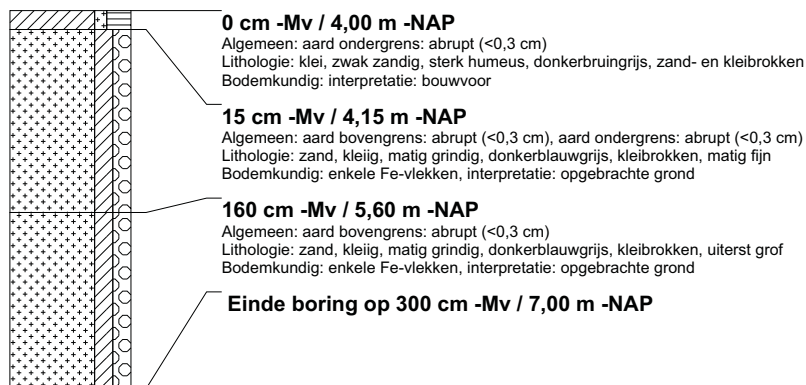 0 cm -Mv / 4,00 m -NAP
Algemeen: aard ondergrens: abrupt (<0,3 cm)
Lithologie: klei, zwak zandig, sterk humeus, donkerbruingrijs, zand- en kleibrokken
Bodemkundig: interpretatie: bouwvoor
15 cm -Mv / 4,15 m -NAP
Algemeen: aard bovengrens: abrupt (<0,3 cm), aard ondergrens: abrupt (<0,3 cm)
Lithologie: zand, kleiig, matig grindig, donkerblauwgrijs, kleibrokken, matig fijn
Bodemkundig: enkele Fe-vlekken, interpretatie: opgebrachte grond
160 cm -Mv / 5,60 m -NAP
Algemeen: aard bovengrens: abrupt (<0,3 cm)
Lithologie: zand, kleiig, matig grindig, donkerblauwgrijs, kleibrokken, uiterst grof
Bodemkundig: enkele Fe-vlekken, interpretatie: opgebrachte grond
Einde boring op 300 cm -Mv / 7,00 m -NAP